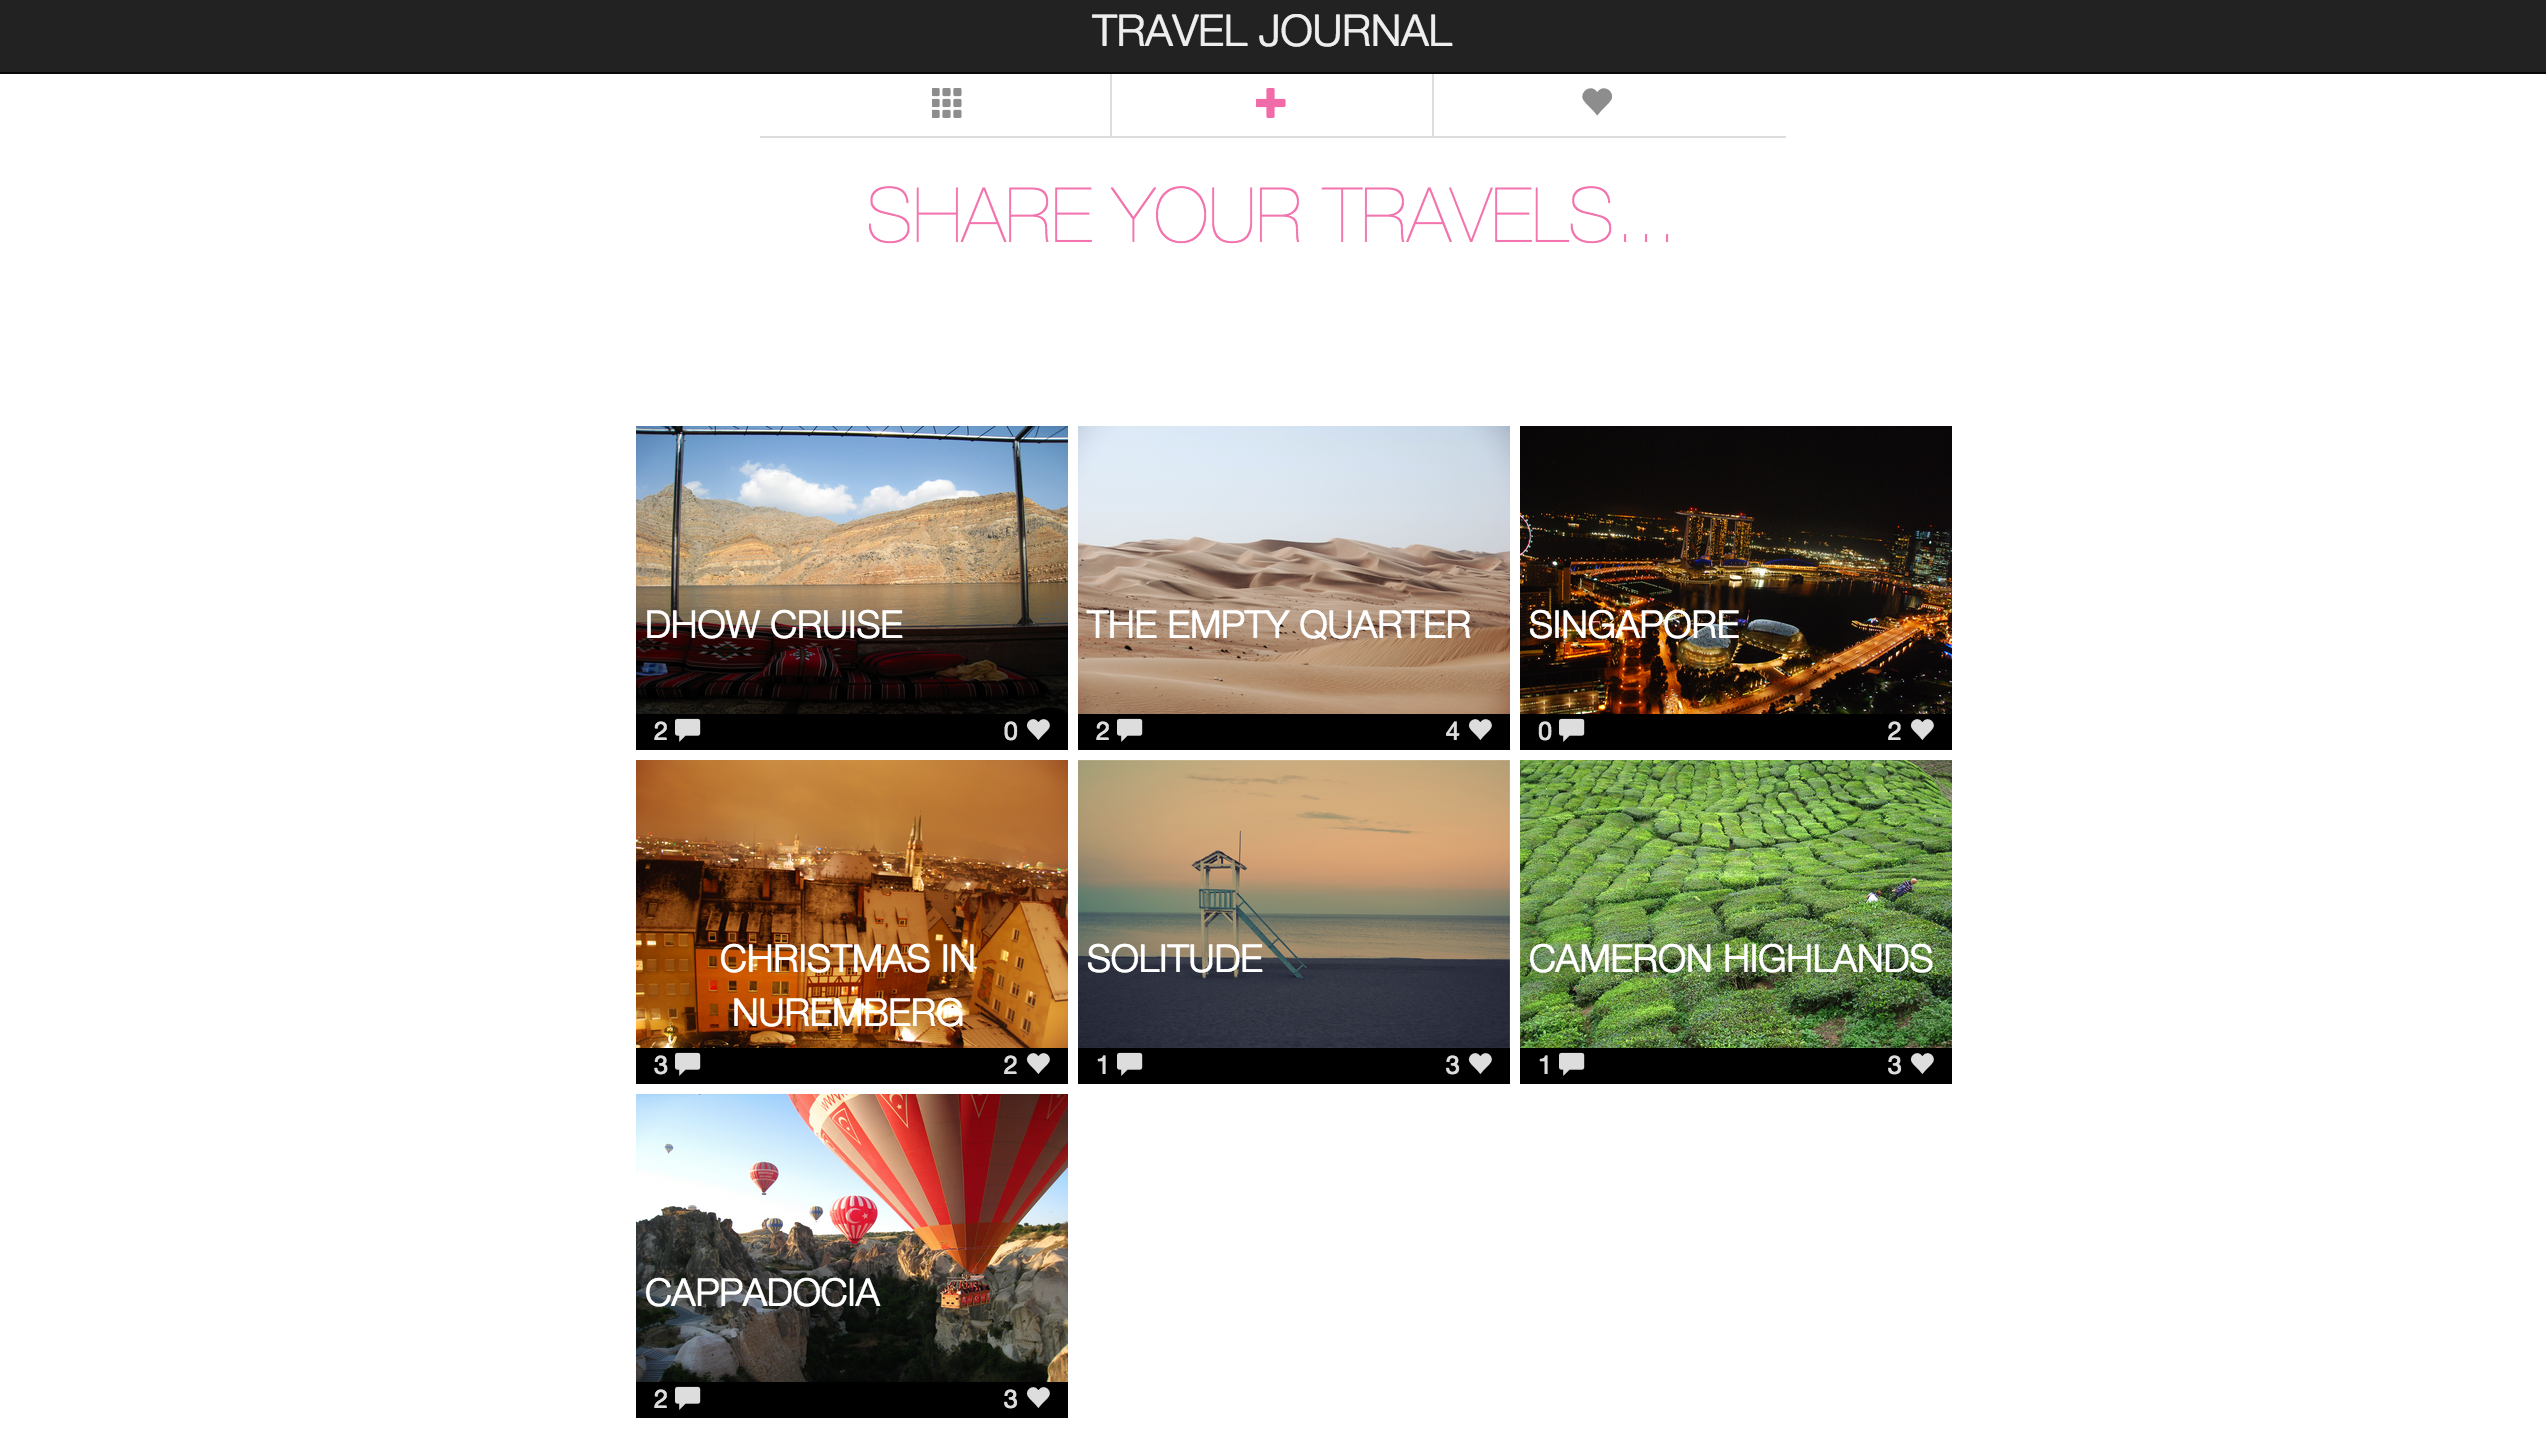 TRAVEL JOURNAL
SHARE YOUR TRAVELS...
DHOW CRUISE
2 0
THE EMPTY QUARTER
2 4
SINGAPORE
0 2
CHRISTMAS IN
NUREMBERG
3 2
SOLITUDE
1 3
CAMERON HIGHLANDS
1 3
CAPPADOCIA
2 3